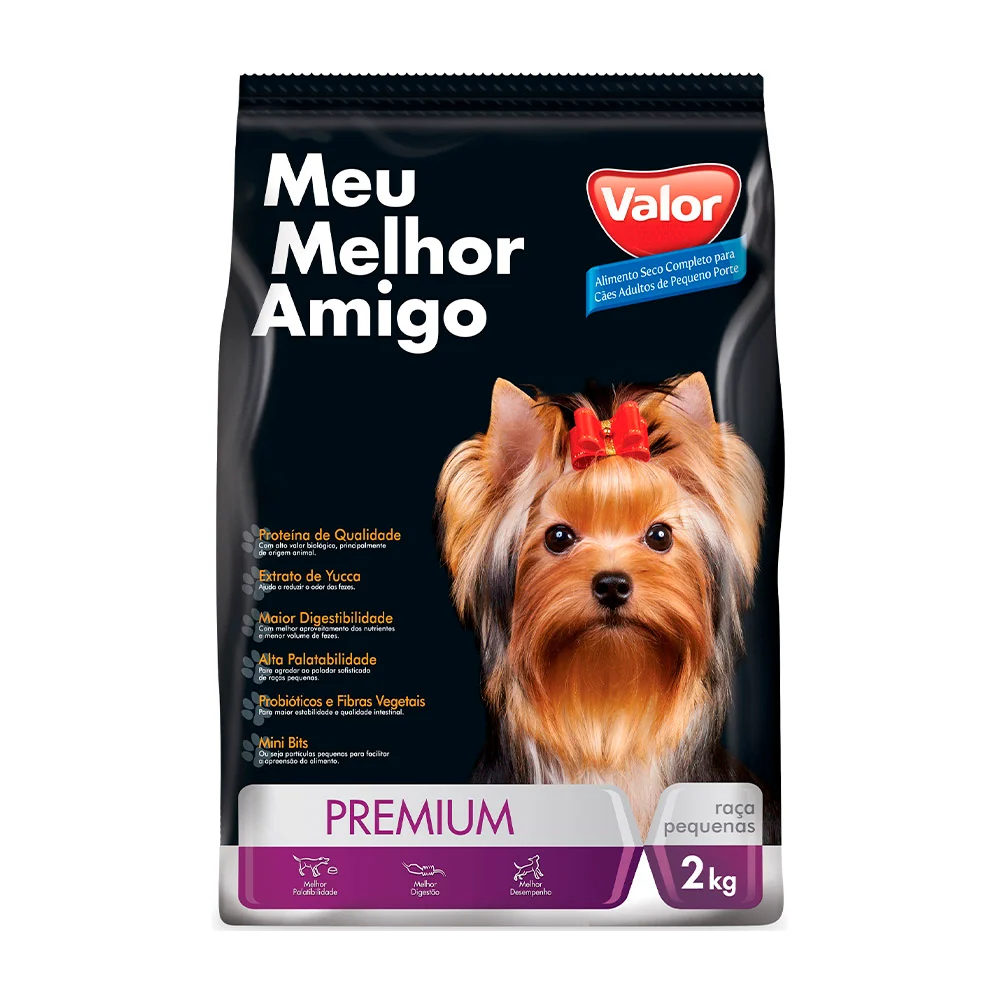 Meu
Melhor
Amigo
Valor
Alimento Seco Completo para
Cães Adultos de Pequeno Porte
Proteína de Qualidade
Com alto valor biológico, principalmente
de origem animal.
Extrato de Yucca
Ajuda a reduzir o odor das fezes.
Maior Digestibilidade
Com melhor aproveitamento dos nutrientes
e menor volume de fezes.
Alta Palatabilidade
Para agradar ao paladar sofisticado
de raças pequenas.
Probióticos e Fibras Vegetais
Para maior estabilidade e qualidade intestinal.
Mini Bits
Ou seja partículas pequenas para facilitar
a apreensão do alimento.
PREMIUM
raça
pequenas
Melhor
Palatibilidade
Melhor
Digestão
Melhor
Desempenho
2kg